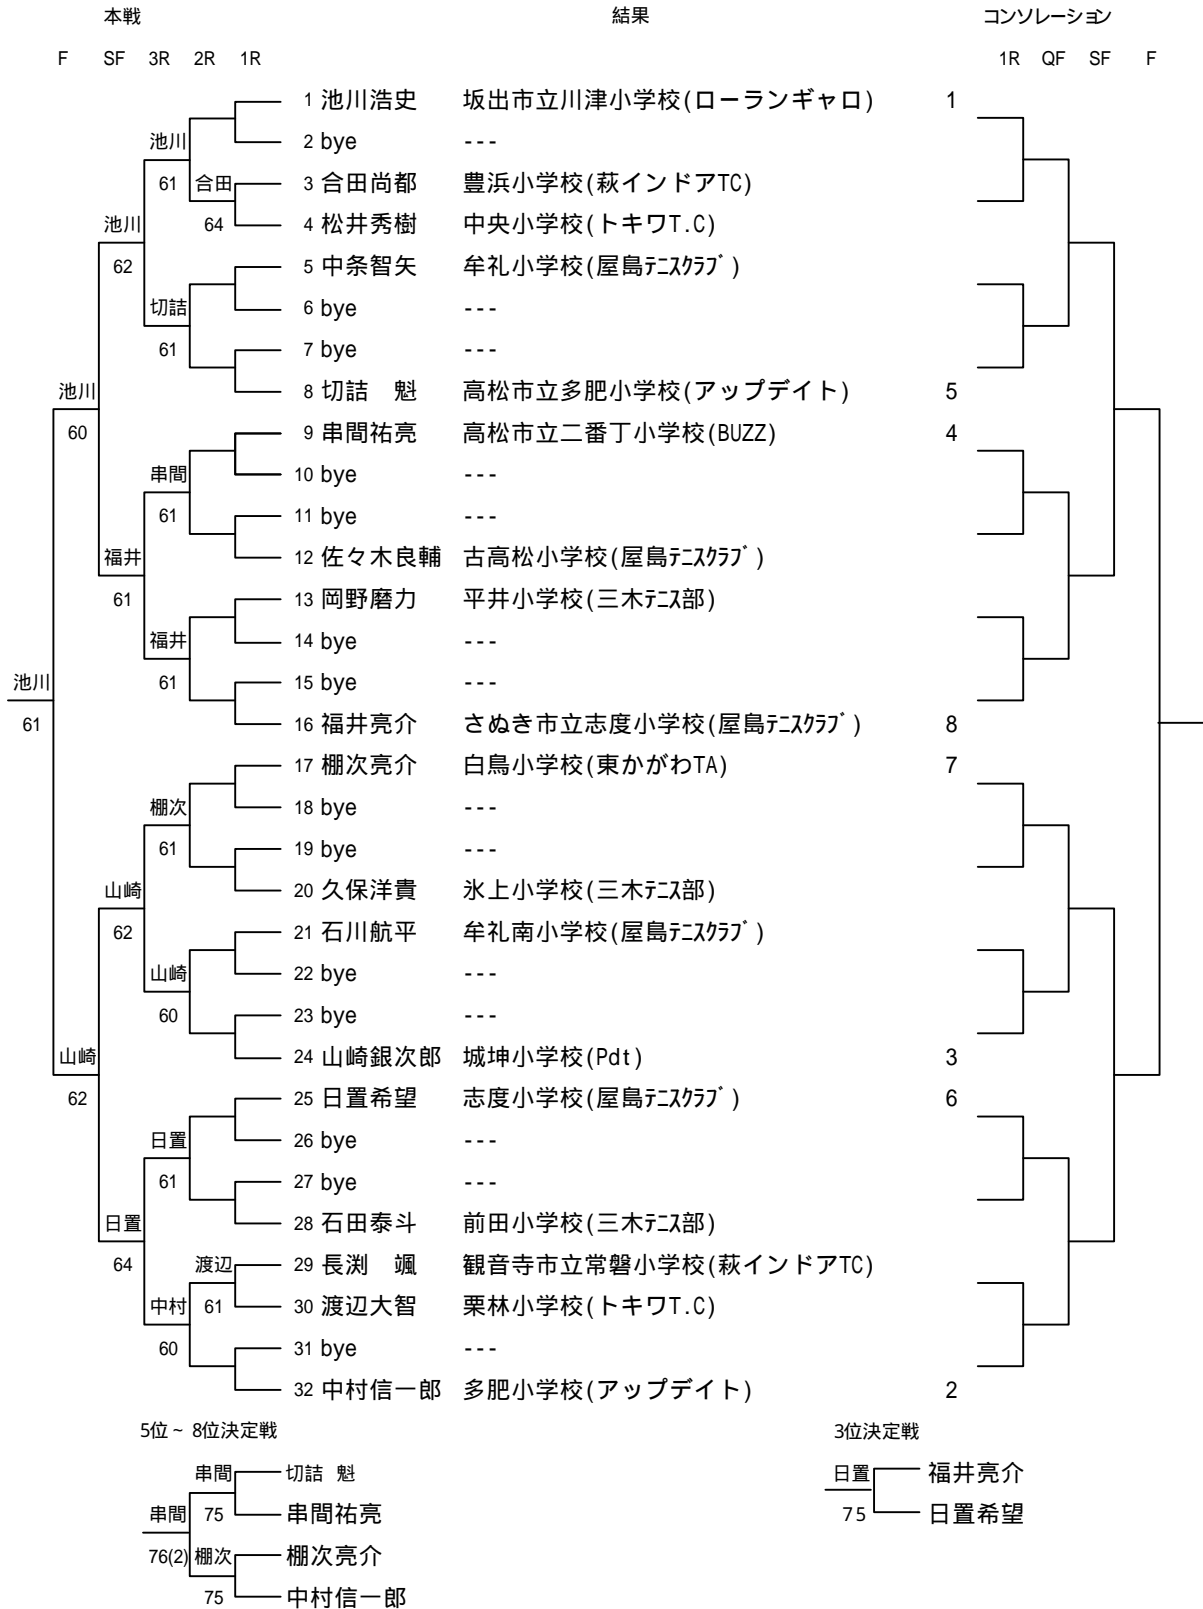 本戦 結果 コンソレーション
F SF 3R 2R 1R 1R QF SF F
1 池川浩史 坂出市立川津小学校(ローランギャロ) 1
池川 2 bye ---
61 合田 3 合田尚都 豊浜小学校(萩インドアTC)
池川 64 4 松井秀樹 中央小学校(トキワT.C)
62 5 中条智矢 牟礼小学校(屋島ﾃﾆｽｸﾗﾌﾞ)
切詰 6 bye ---
61 7 bye ---
池川 8 切詰 魁 高松市立多肥小学校(アップデイト) 5
60 9 串間祐亮 高松市立二番丁小学校(BUZZ) 4
串間 10 bye ---
61 11 bye ---
福井 12 佐々木良輔 古高松小学校(屋島ﾃﾆｽｸﾗﾌﾞ)
61 13 岡野磨力 平井小学校(三木ﾃﾆｽ部)
福井 14 bye ---
池川 61 15 bye ---
61 16 福井亮介 さぬき市立志度小学校(屋島ﾃﾆｽｸﾗﾌﾞ) 8
17 棚次亮介 白鳥小学校(東かがわTA) 7
棚次 18 bye ---
61 19 bye ---
山崎 20 久保洋貴 氷上小学校(三木ﾃﾆｽ部)
62 21 石川航平 牟礼南小学校(屋島ﾃﾆｽｸﾗﾌﾞ)
山崎 22 bye ---
60 23 bye ---
山崎 24 山崎銀次郎 城坤小学校(Pdt) 3
62 25 日置希望 志度小学校(屋島ﾃﾆｽｸﾗﾌﾞ) 6
日置 26 bye ---
61 27 bye ---
日置 28 石田泰斗 前田小学校(三木ﾃﾆｽ部)
64 渡辺 29 長渕 颯 観音寺市立常磐小学校(萩インドアTC)
中村 61 30 渡辺大智 栗林小学校(トキワT.C)
60 31 bye ---
32 中村信一郎 多肥小学校(アップデイト) 2
5位～8位決定戦 3位決定戦
串間 切詰 魁 日置 福井亮介
串間 75 串間祐亮 75 日置希望
76(2) 棚次 棚次亮介
75 中村信一郎